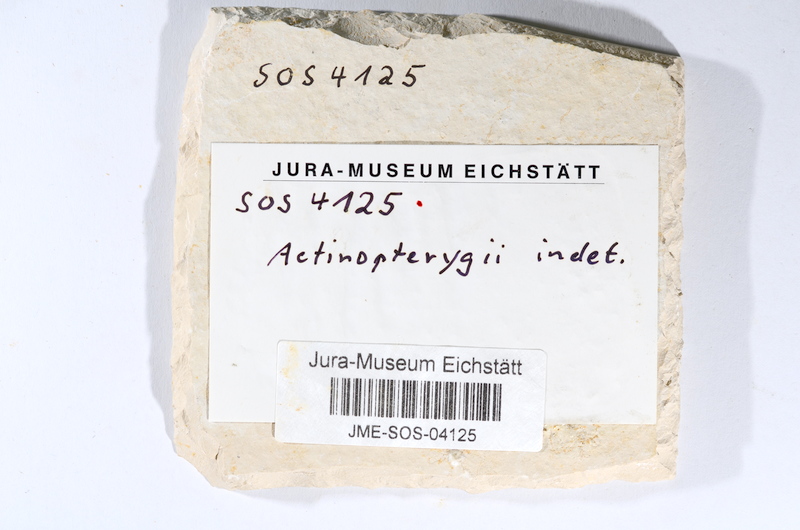 SOS 4125
JURA-MUSEUM EICHSTÄTT
SOS 4125 .
Actinopterygii indet.
Jura-Museum Eichstätt
JME-SOS-04125